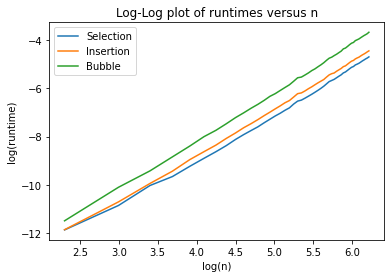 Log-Log plot of runtimes versus n
Selection
Insertion
Bubble
log(runtime)
−4
−6
−8
−10
−12
2.5 3.0 3.5 4.0 4.5 5.0 5.5 6.0
log(n)